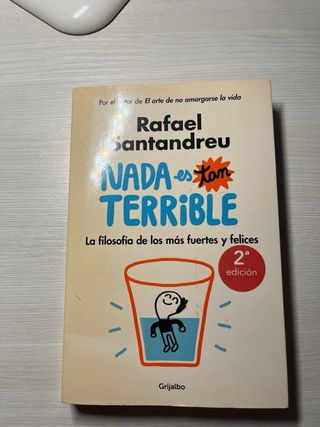 Por el autor de El arte de no amargarse la vida
Rafael
Santandreu
NADA es tan
TERRiBLE
La filosofía de los más fuertes y felices
2ª
edición
Grijalbo